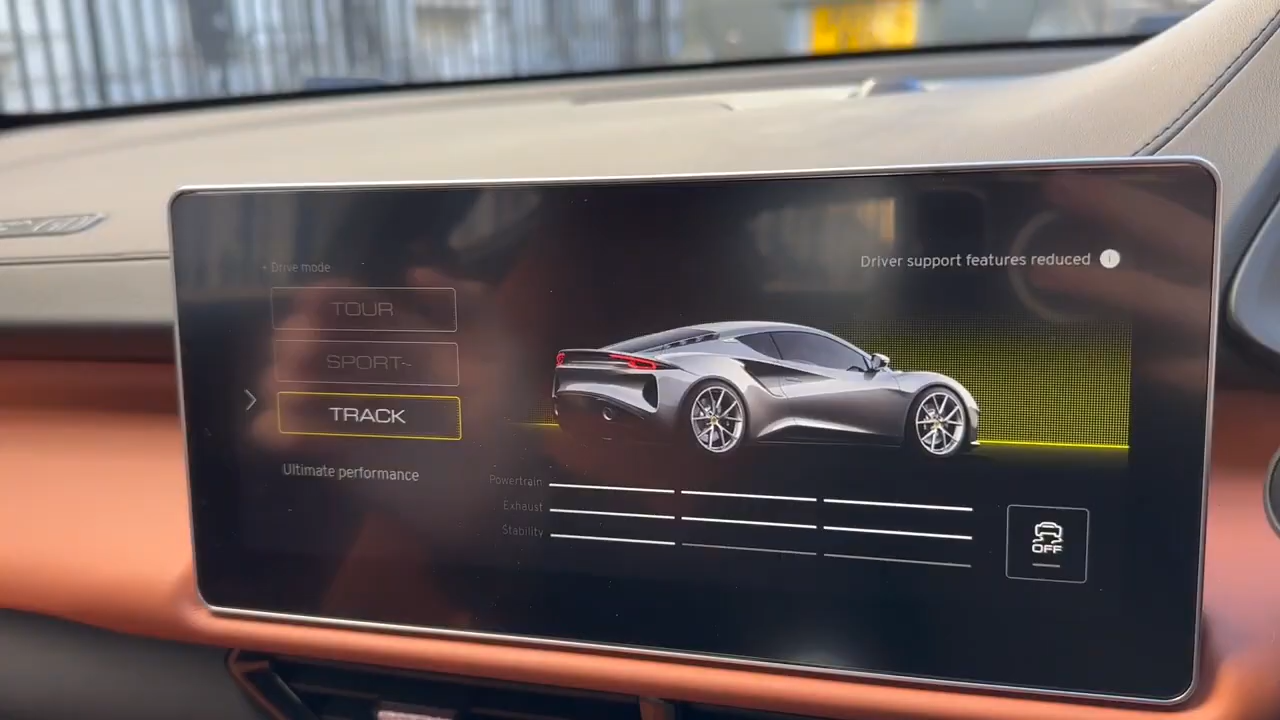 Drive mode
Driver support features reduced
TOUR
SPORT
TRACK
Ultimate performance
Powertrain
Exhaust
Stability
OFF